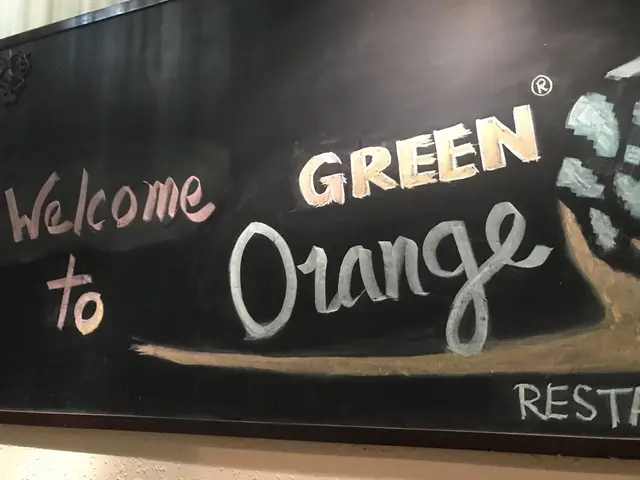 Welcome
to
GREEN ®
Orange
RESTA